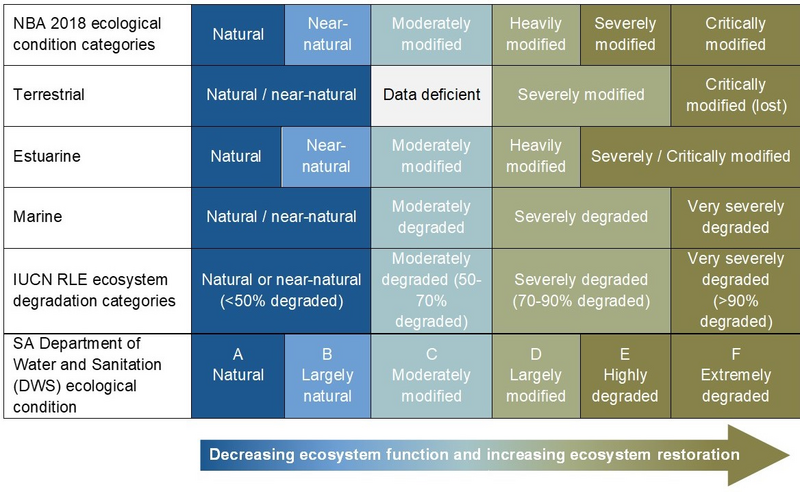 NBA 2018 ecological
condition categories
Natural
Near-
natural
Moderately
modified
Heavily
modified
Severely
modified
Critically
modified
Terrestrial
Natural / near-natural
Data deficient
Severely modified
Critically
modified (lost)
Estuarine
Natural
Near-
natural
Moderately
modified
Heavily
modified
Severely / Critically modified
Marine
Natural / near-natural
Moderately
degraded
Severely degraded
Very severely
degraded
IUCN RLE ecosystem
degradation categories
Natural or near-natural
(<50% degraded)
Moderately
degraded (50-
70%
degraded)
Severely degraded
(70-90% degraded)
Very severely
degraded
(>90%
degraded)
SA Department of
Water and Sanitation
(DWS) ecological
condition
A
Natural
B
Largely
natural
C
Moderately
modified
D
Largely
modified
E
Highly
degraded
F
Extremely
degraded
Decreasing ecosystem function and increasing ecosystem restoration